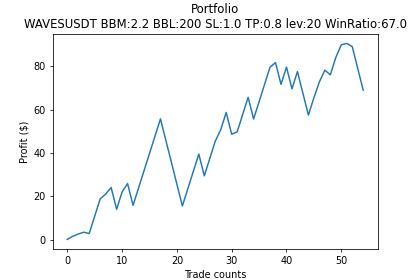 Portfolio
WAVESUSDT BBM:2.2 BBL:200 SL:1.0 TP:0.8 lev:20 WinRatio:67.0
80
60
40
20
0
Profit ($)
0 10 20 30 40 50
Trade counts